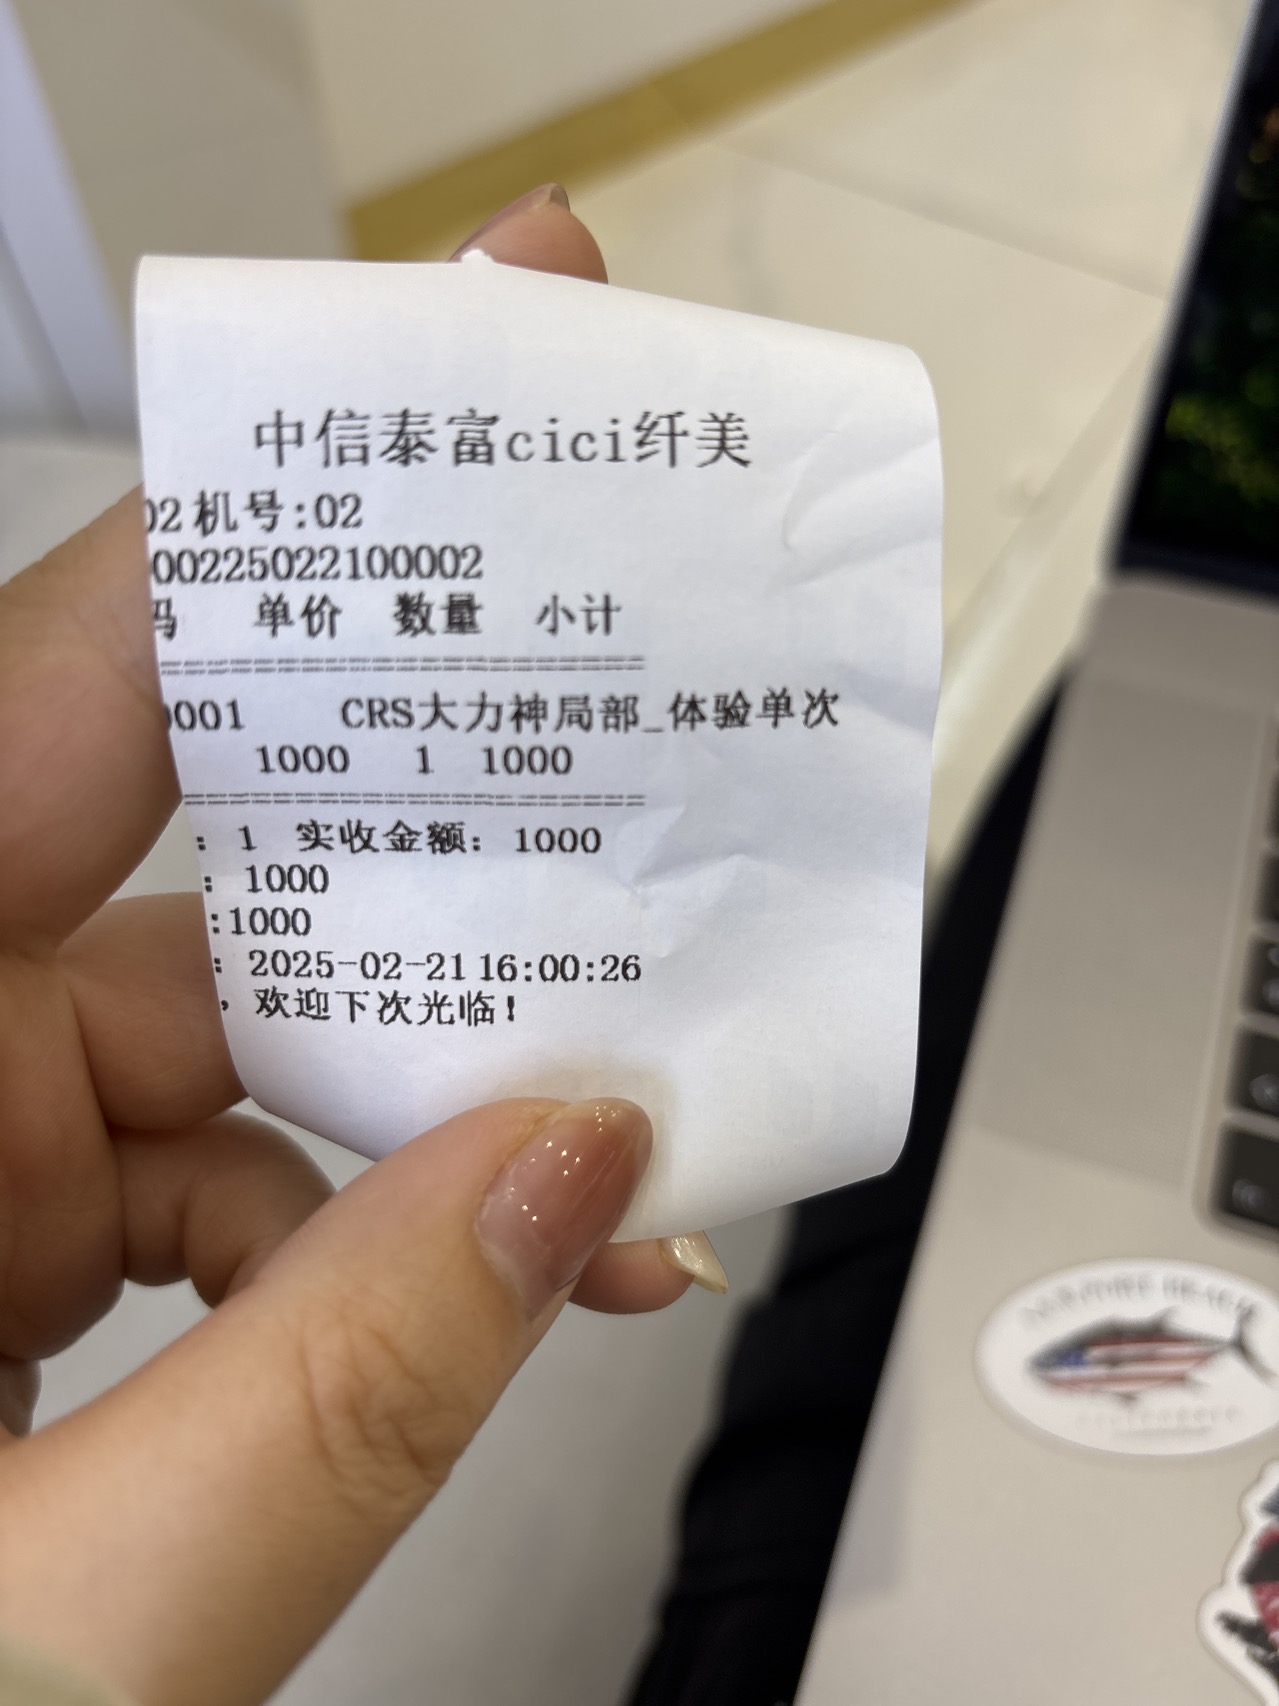 中信泰富cici纤美
02 机号:02
00225022100002
码 单价 数量 小计
0001 CRS大力神局部_体验单次
1000 1 1000
: 1 实收金额: 1000
: 1000
:1000
: 2025-02-21 16:00:26
，欢迎下次光临!
NEWPORT BEACH